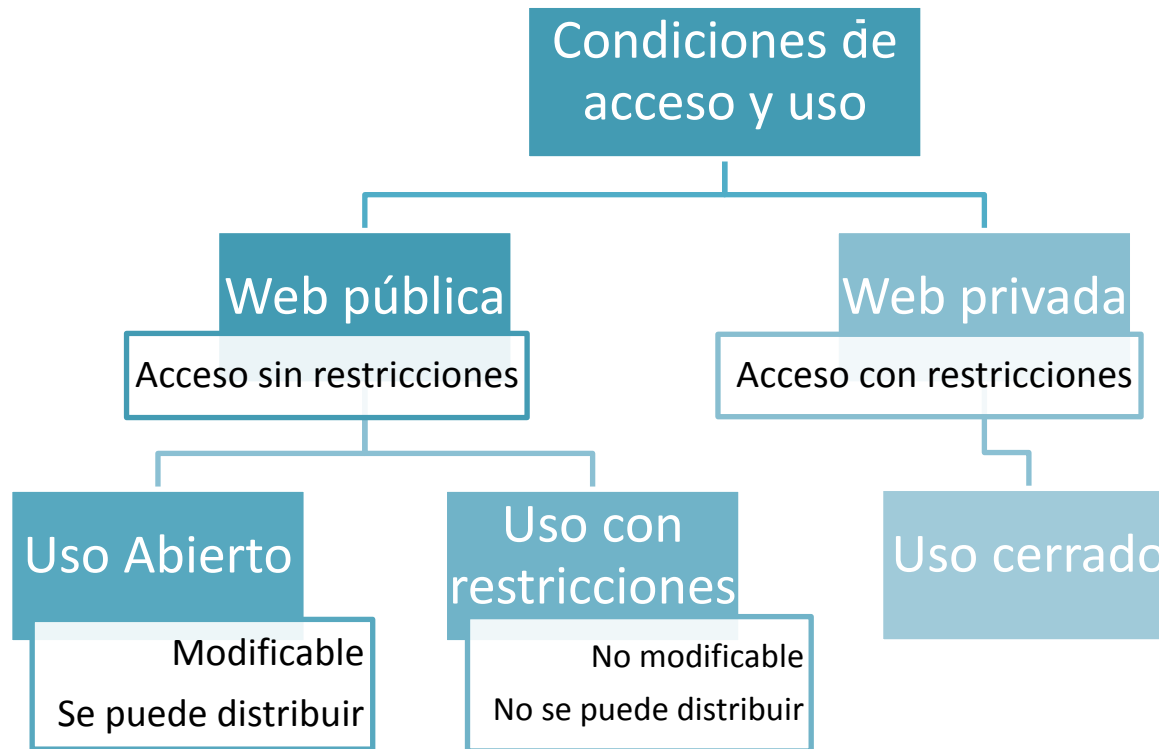 Condiciones de
acceso y uso
Web pública
Acceso sin restricciones
Web privada
Acceso con restricciones
Uso Abierto
Modificable
Se puede distribuir
Uso con
restricciones
No modificable
No se puede distribuir
Uso cerrado